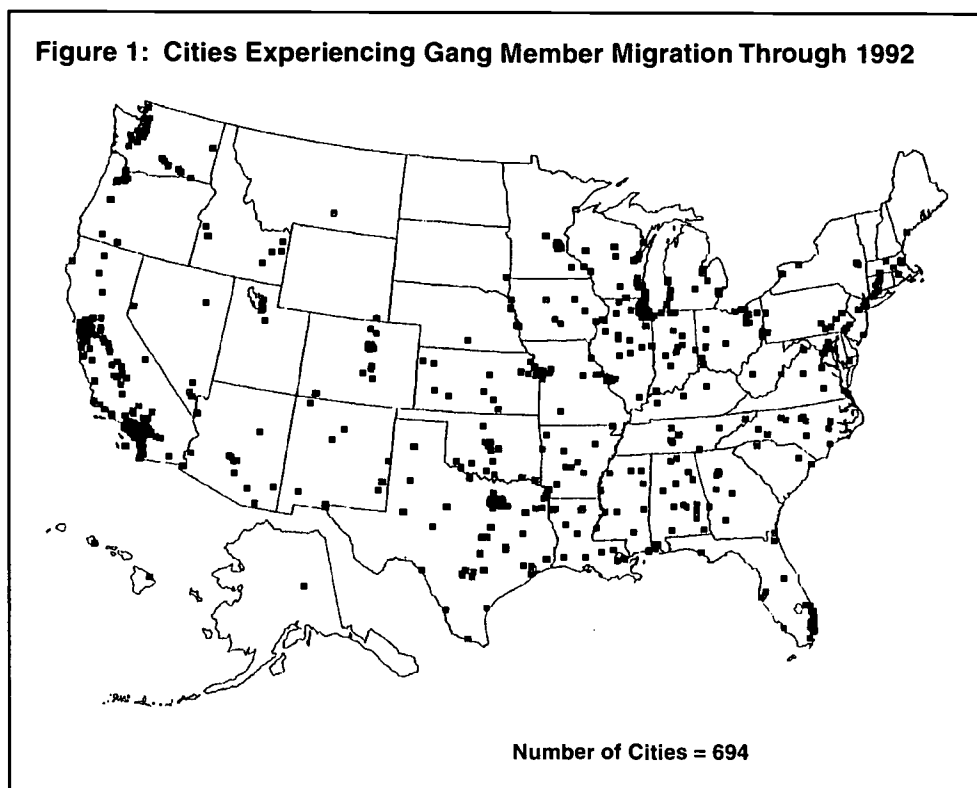 Figure 1: Cities Experiencing Gang Member Migration Through 1992
Number of Cities = 694